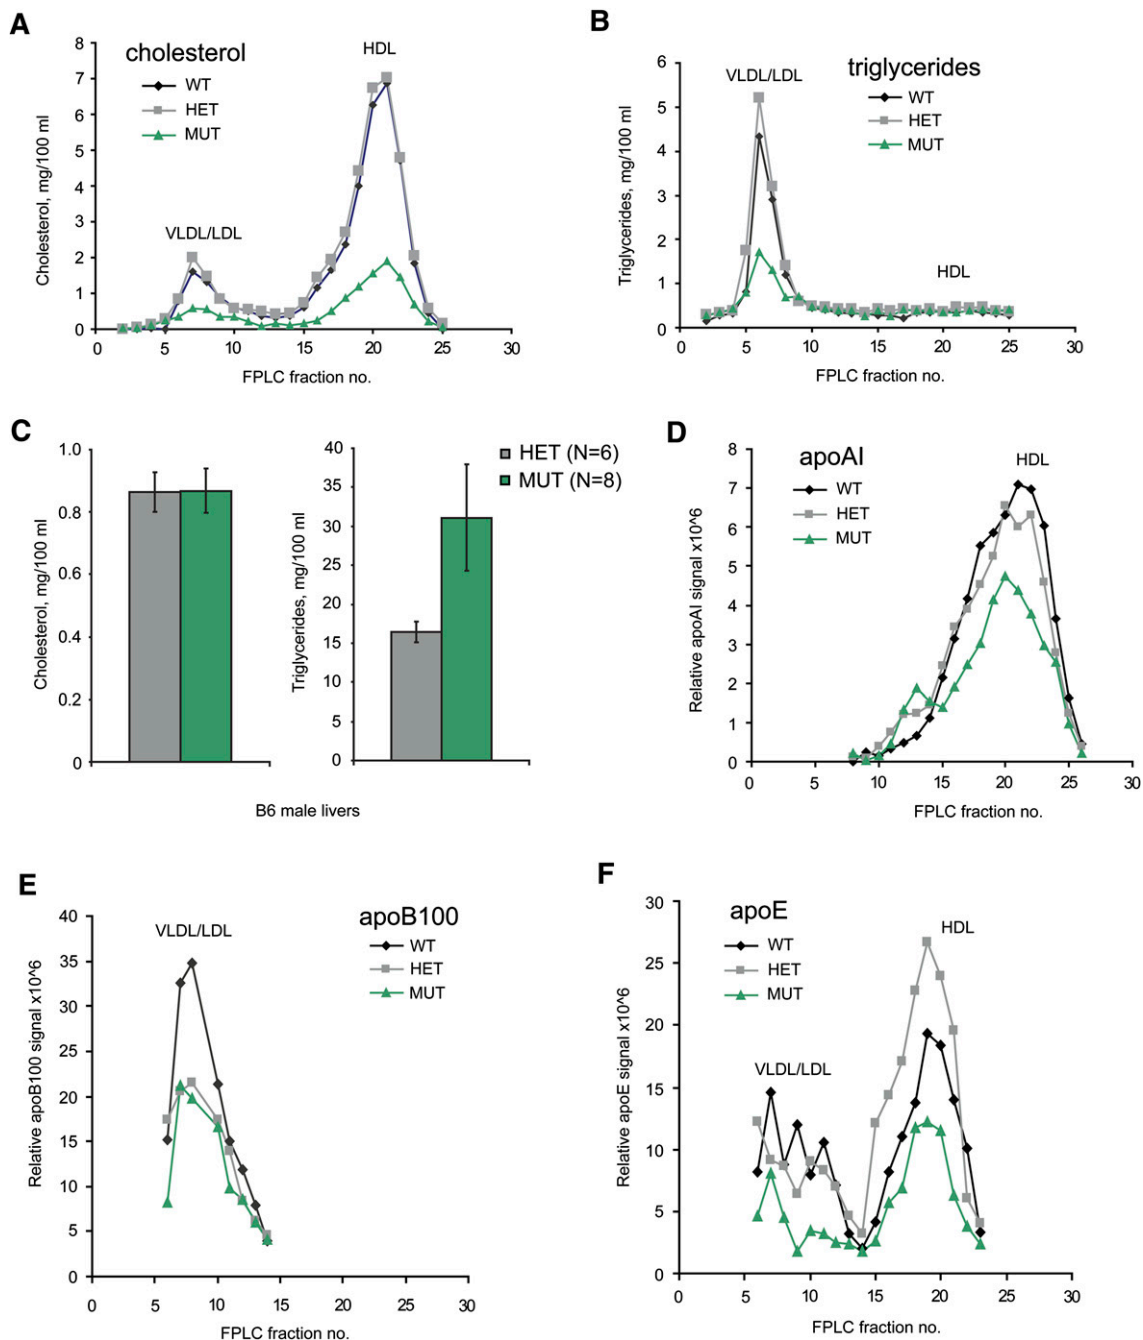 A
cholesterol
WT
HET
MUT
HDL
VLDL/LDL
Cholesterol, mg/100 ml
8
7
6
5
4
3
2
1
0
0 5 10 15 20 25 30
FPLC fraction no.
B
triglycerides
WT
HET
MUT
VLDL/LDL
HDL
Triglycerides, mg/100 ml
6
5
4
3
2
1
0
0 5 10 15 20 25 30
FPLC fraction no.
C
Cholesterol, mg/100 ml
1.0
0.8
0.6
0.4
0.2
0
Triglycerides, mg/100 ml
40
35
30
25
20
15
10
5
0
HET (N=6)
MUT (N=8)
B6 male livers
D
apoAI
WT
HET
MUT
HDL
Relative apoAI signal x10^6
8
7
6
5
4
3
2
1
0
0 5 10 15 20 25 30
FPLC fraction no.
E
apoB100
WT
HET
MUT
VLDL/LDL
Relative apoB100 signal x10^6
40
35
30
25
20
15
10
5
0
0 5 10 15 20 25 30
FPLC fraction no.
F
apoE
WT
HET
MUT
HDL
VLDL/LDL
Relative apoE signal x10^6
30
25
20
15
10
5
0
0 5 10 15 20 25 30
FPLC fraction no.